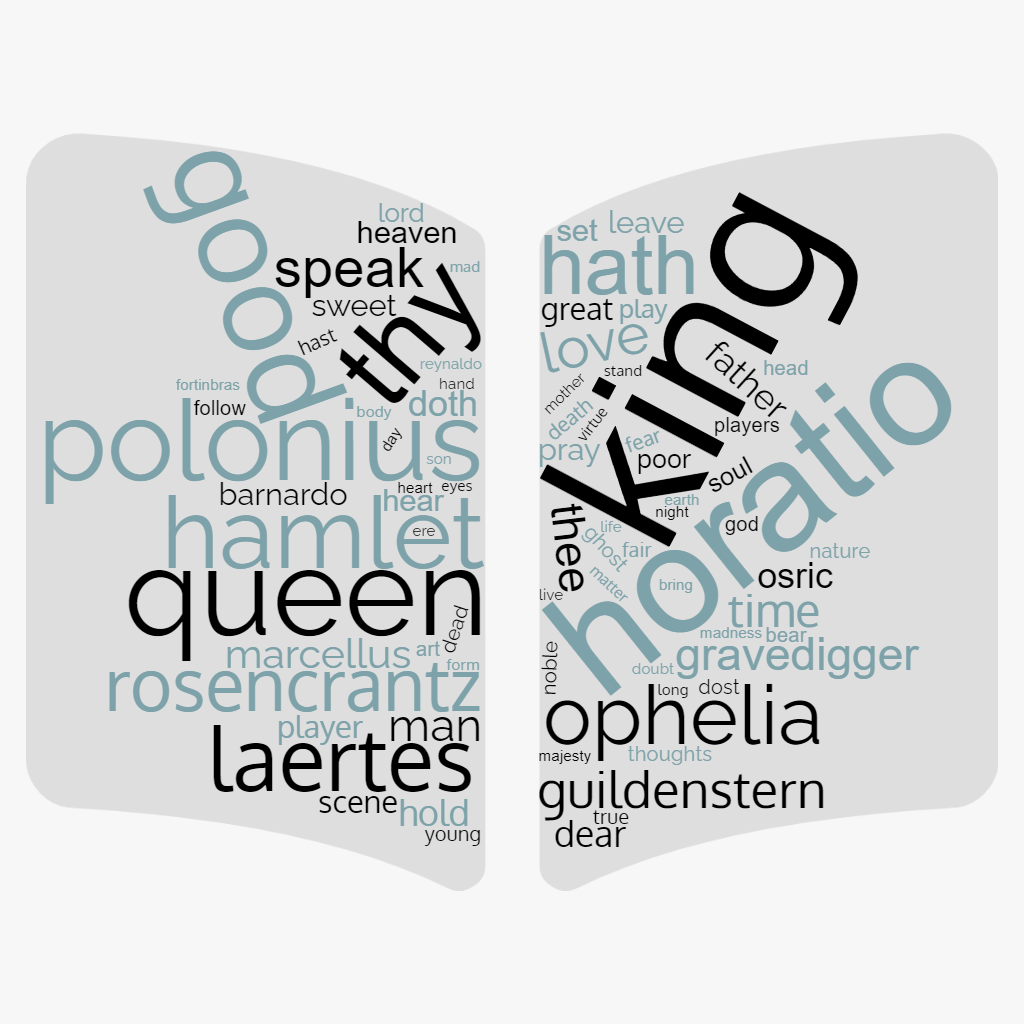 good
lord
heaven
speak
mad
sweet
thy
hast
reynaldo
fortinbras
hand
follow
body
doth
polonius
day
son
barnardo
heart
eyes
hear
hamlet
ere
queen
dead
marcellus
art
form
rosencrantz
player
man
laertes
scene
hold
young
set
leave
hath
king
great
play
love
father
head
stand
mother
death
virtue
players
pray
fear
poor
soul
earth
night
thee
life
god
ghost
fair
horatio
nature
matter
bring
osric
live
time
madness
bear
noble
doubt
gravedigger
long
dost
ophelia
majesty
thoughts
guildenstern
true
dear